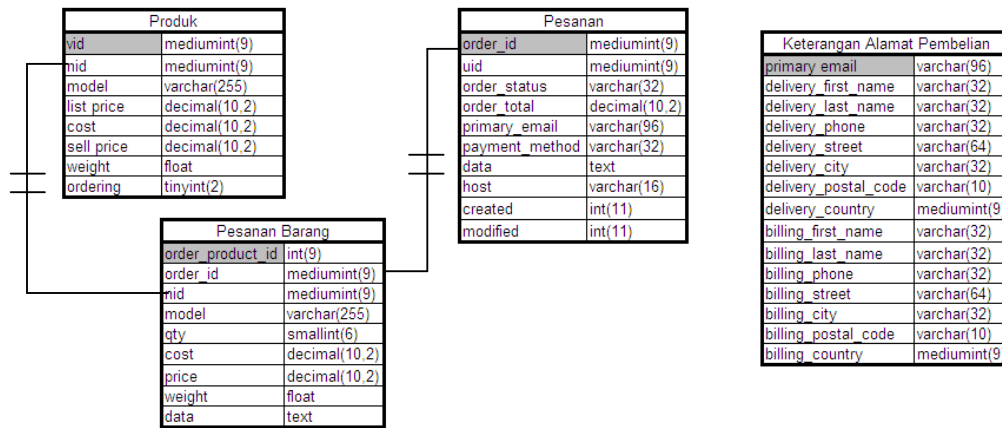 Produk
vid mediumint(9)
nid mediumint(9)
model varchar(255)
list price decimal(10,2)
cost decimal(10,2)
sell price decimal(10,2)
weight float
ordering tinyint(2)
Pesanan
order_id mediumint(9)
uid mediumint(9)
order_status varchar(32)
order_total decimal(10,2)
primary_email varchar(96)
payment_method varchar(32)
data text
host varchar(16)
created int(11)
modified int(11)
Keterangan Alamat Pembelian
primary email varchar(96)
delivery_first_name varchar(32)
delivery_last_name varchar(32)
delivery_phone varchar(32)
delivery_street varchar(64)
delivery_city varchar(32)
delivery_postal_code varchar(10)
delivery_country mediumint(9
billing_first_name varchar(32)
billing_last_name varchar(32)
billing_phone varchar(32)
billing_street varchar(64)
billing_city varchar(32)
billing_postal_code varchar(10)
billing_country mediumint(9
Pesanan Barang
order_product_id int(9)
order_id mediumint(9)
nid mediumint(9)
model varchar(255)
qty smallint(6)
cost decimal(10,2)
price decimal(10,2)
weight float
data text